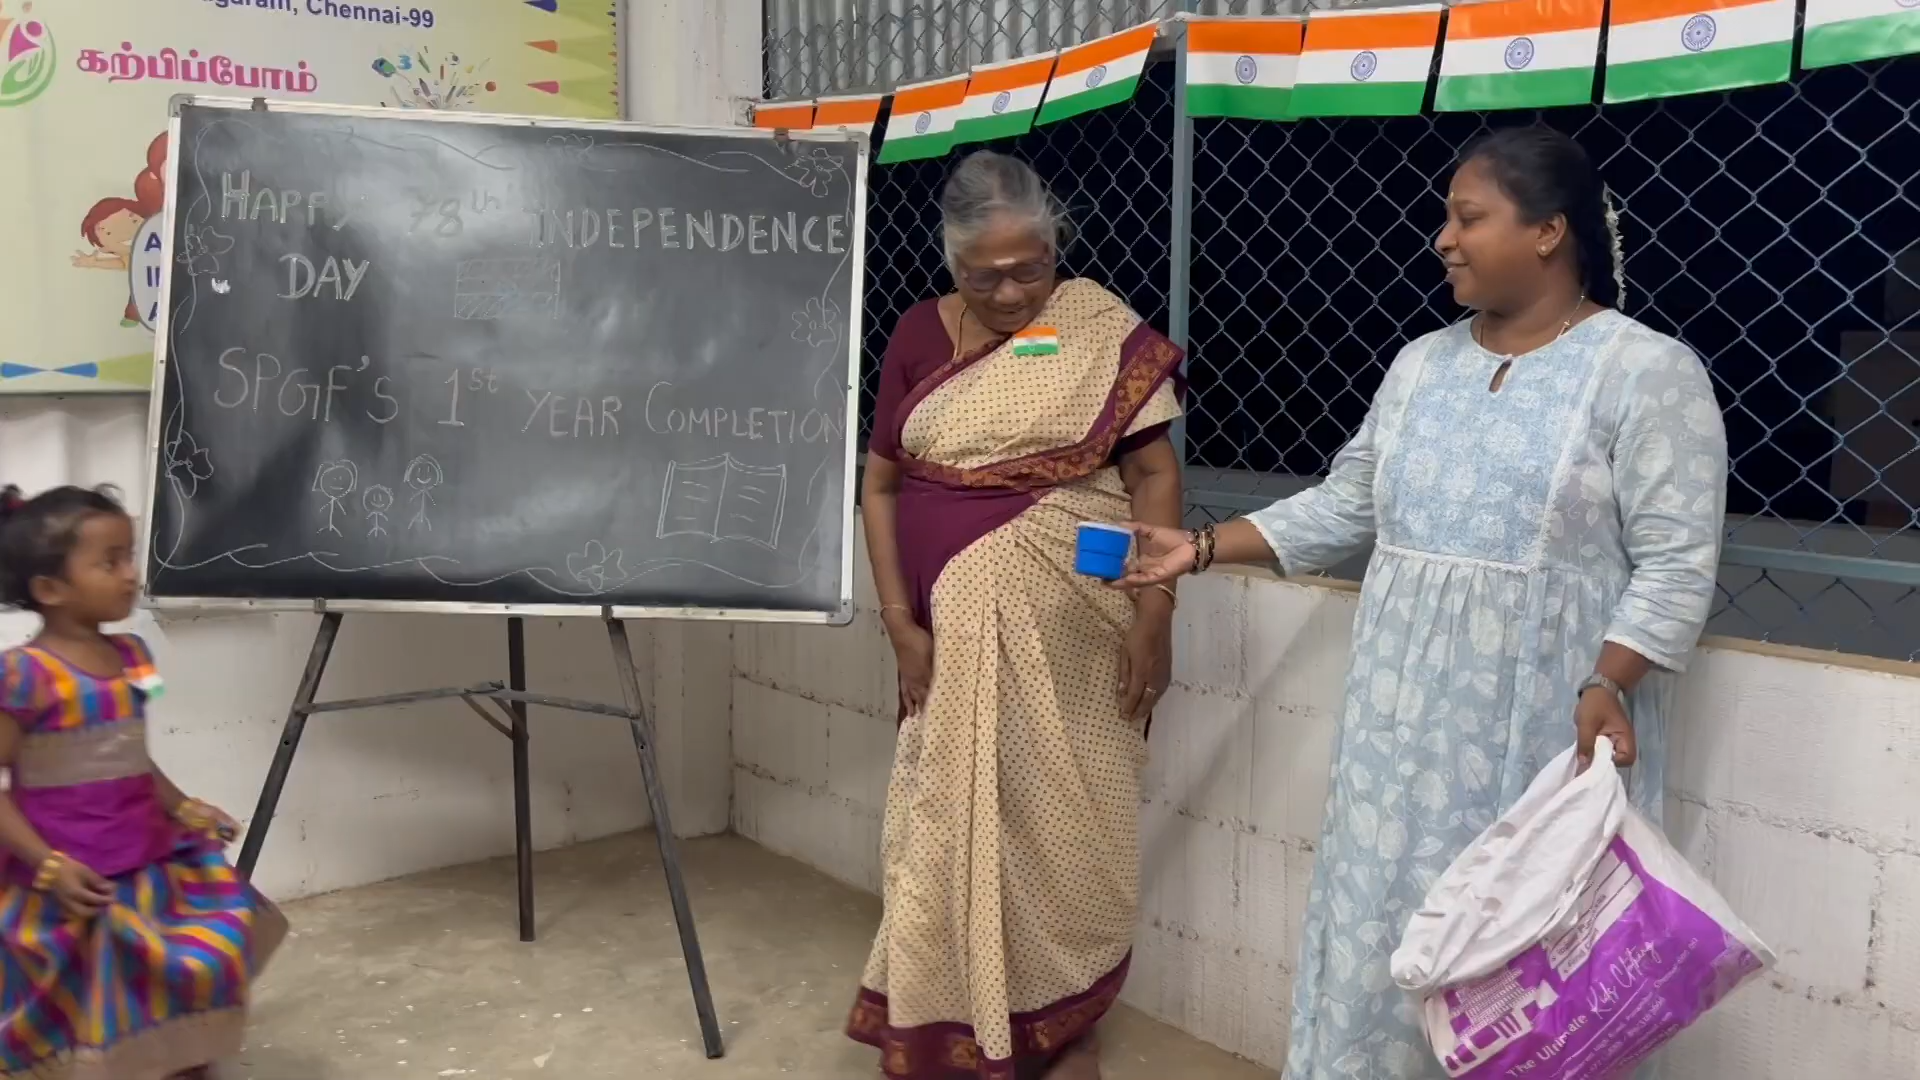 Chennai-99
கற்பிப்போம்
HAPPY 78th INDEPENDENCE
DAY
SPGF'S 1st YEAR COMPLETION
The Ultimate Kids Clothing